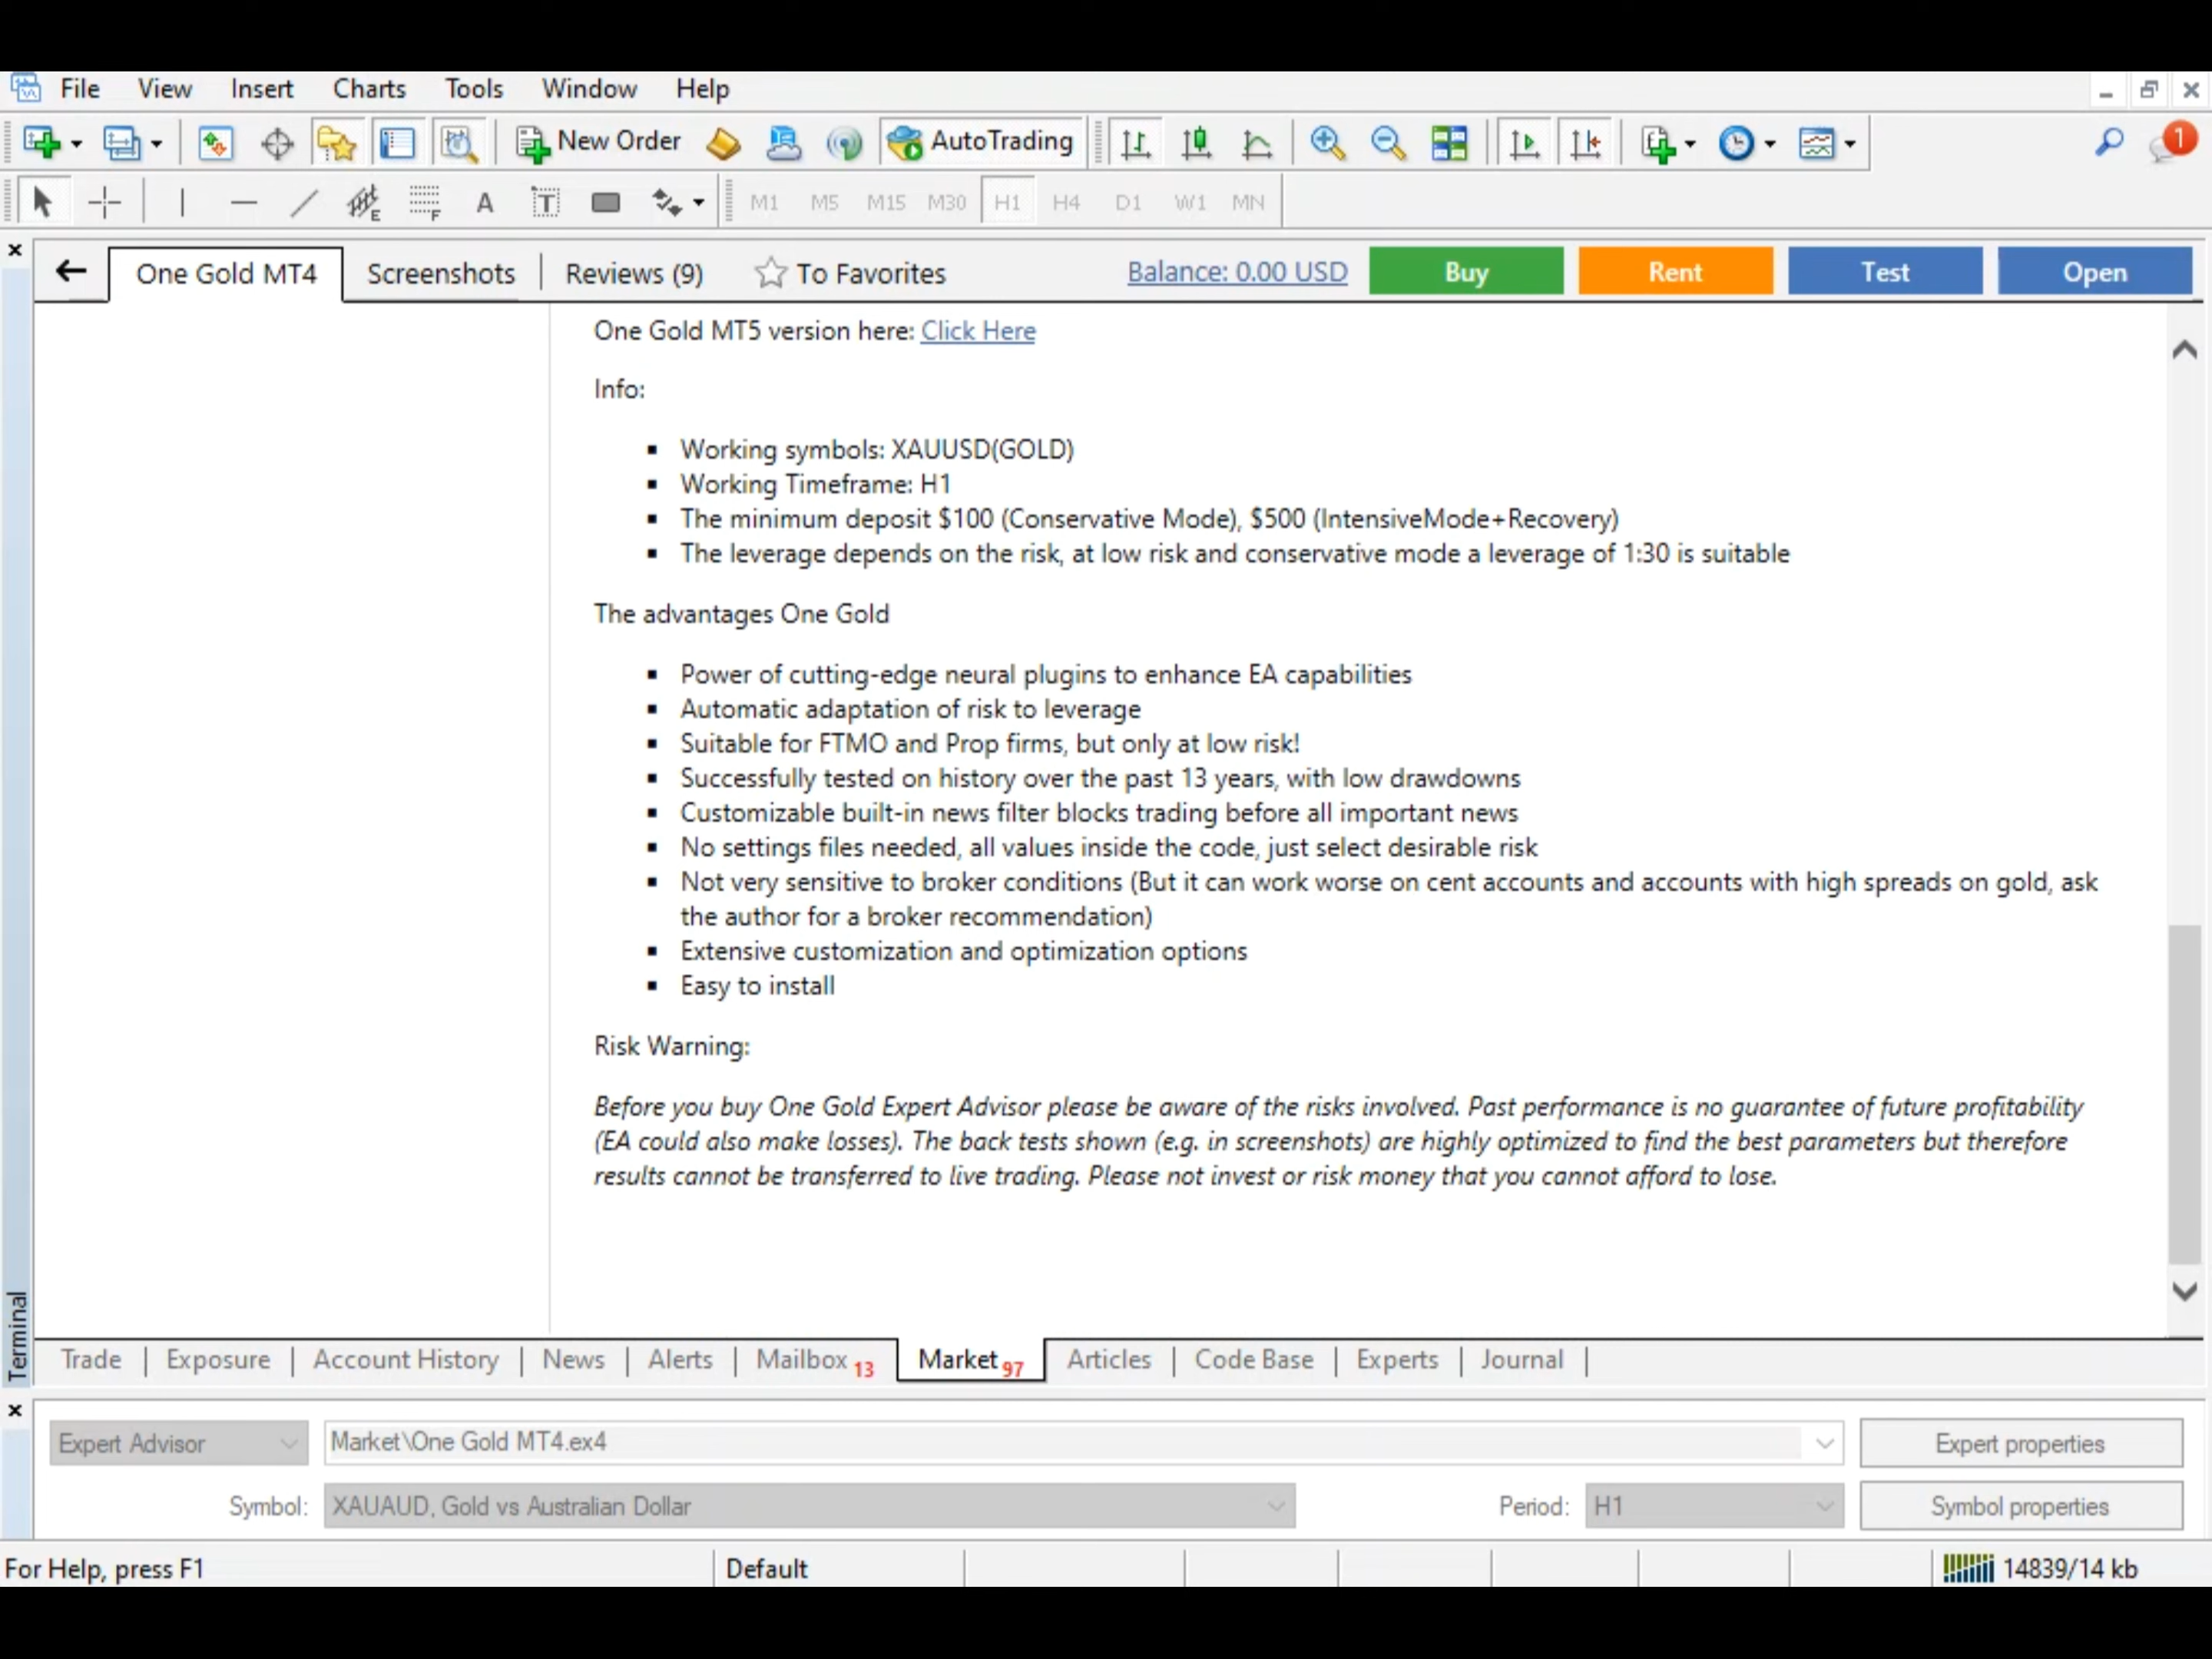 File View Insert Charts Tools Window Help
New Order AutoTrading 1
A T M1 M5 M15 M30 H1 H4 D1 W1 MN
One Gold MT4 Screenshots Reviews (9) To Favorites Balance: 0.00 USD Buy Rent Test Open
One Gold MT5 version here: Click Here
Info:
▪ Working symbols: XAUUSD(GOLD)
▪ Working Timeframe: H1
▪ The minimum deposit $100 (Conservative Mode), $500 (IntensiveMode+Recovery)
▪ The leverage depends on the risk, at low risk and conservative mode a leverage of 1:30 is suitable
The advantages One Gold
▪ Power of cutting-edge neural plugins to enhance EA capabilities
▪ Automatic adaptation of risk to leverage
▪ Suitable for FTMO and Prop firms, but only at low risk!
▪ Successfully tested on history over the past 13 years, with low drawdowns
▪ Customizable built-in news filter blocks trading before all important news
▪ No settings files needed, all values inside the code, just select desirable risk
▪ Not very sensitive to broker conditions (But it can work worse on cent accounts and accounts with high spreads on gold, ask
the author for a broker recommendation)
▪ Extensive customization and optimization options
▪ Easy to install
Risk Warning:
Before you buy One Gold Expert Advisor please be aware of the risks involved. Past performance is no guarantee of future profitability
(EA could also make losses). The back tests shown (e.g. in screenshots) are highly optimized to find the best parameters but therefore
results cannot be transferred to live trading. Please not invest or risk money that you cannot afford to lose.
Terminal
Trade Exposure Account History News Alerts Mailbox 13 Market 97 Articles Code Base Experts Journal
Expert Advisor Market\One Gold MT4.ex4 Expert properties
Symbol: XAUAUD, Gold vs Australian Dollar Period: H1 Symbol properties
For Help, press F1 Default 14839/14 kb